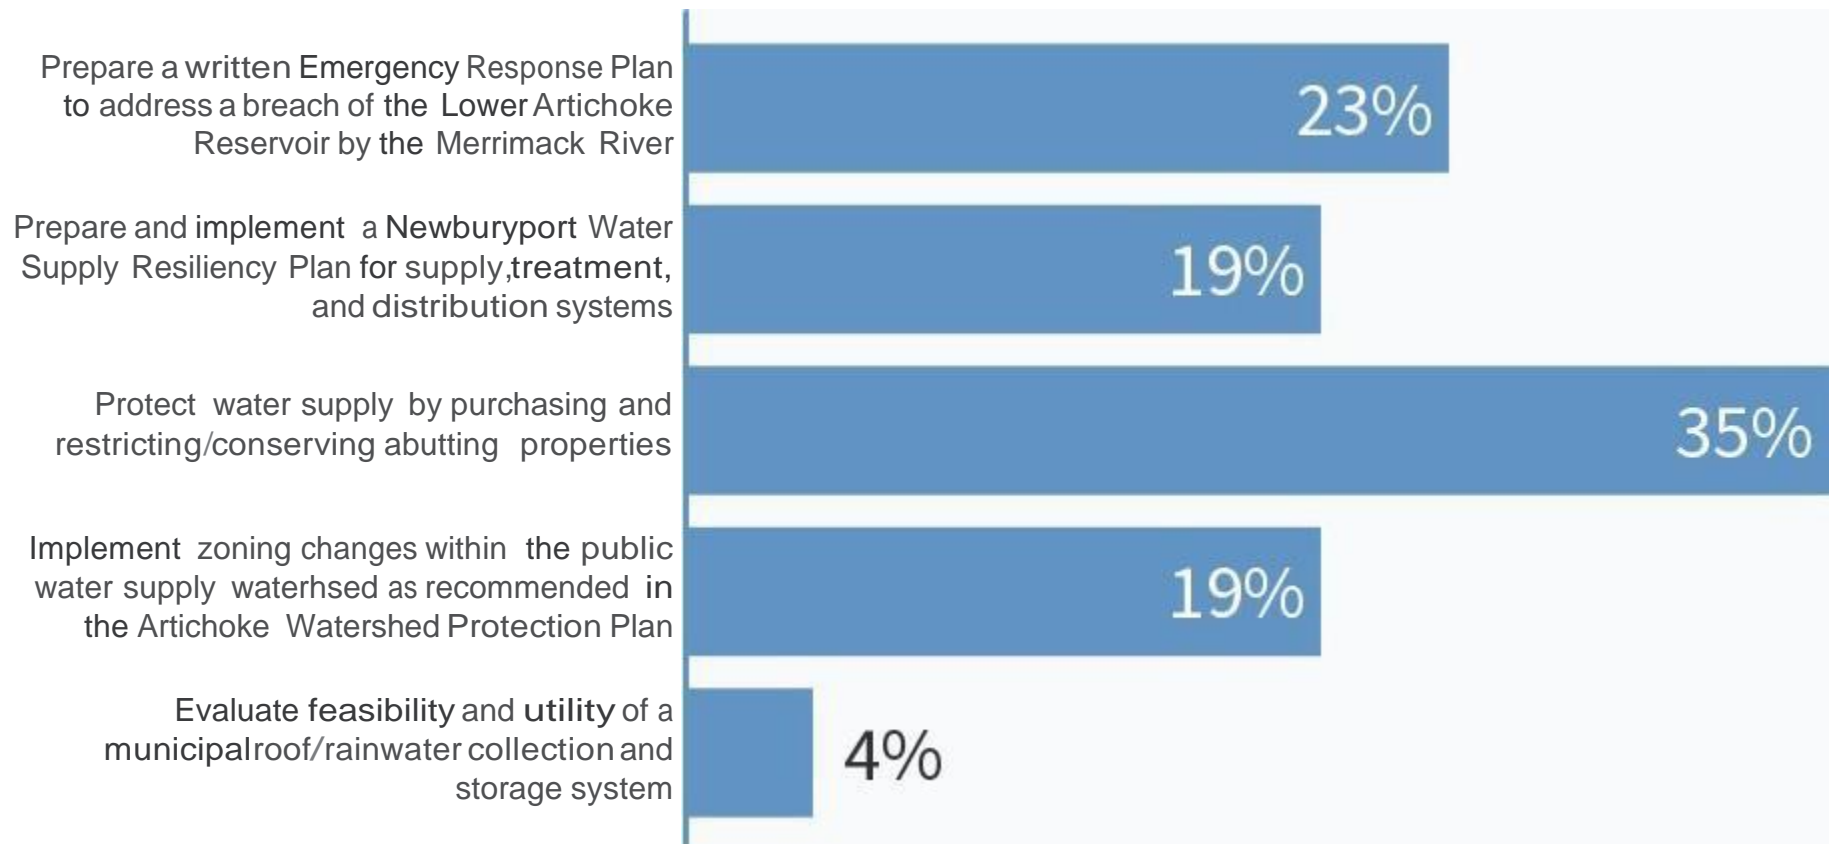 Prepare a written Emergency Response Plan
to address a breach of the Lower Artichoke
Reservoir by the Merrimack River
23%
Prepare and implement a Newburyport Water
Supply Resiliency Plan for supply,treatment,
and distribution systems
19%
Protect water supply by purchasing and
restricting/conserving abutting properties
35%
Implement zoning changes within the public
water supply waterhsed as recommended in
the Artichoke Watershed Protection Plan
19%
Evaluate feasibility and utility of a
municipal roof/rainwater collection and
storage system
4%